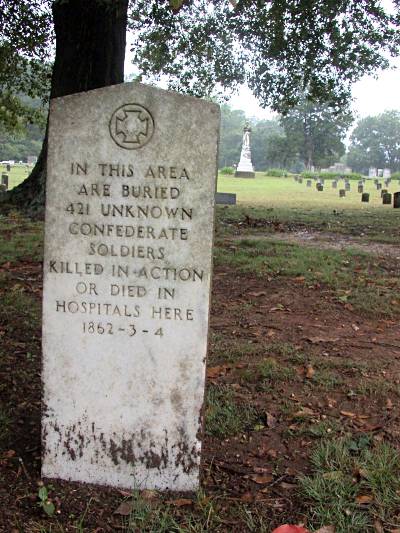 IN THIS AREA
ARE BURIED
421 UNKNOWN
CONFEDERATE
SOLDIERS
KILLED IN ACTION
OR DIED IN
HOSPITALS HERE
1862-3-4